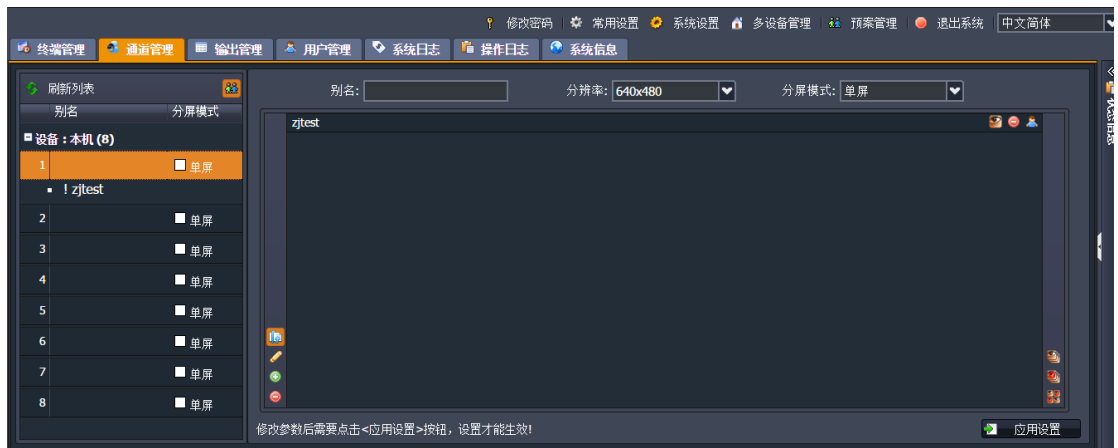 修改密码 常用设置 系统设置 多设备管理 预案管理 退出系统 中文简体
终端管理 通道管理 输出管理 用户管理 系统日志 操作日志 系统信息
刷新列表
别名 分屏模式
设备 : 本机 (8)
1 单屏
! zjtest
2 单屏
3 单屏
4 单屏
5 单屏
6 单屏
7 单屏
8 单屏
别名: 分辨率: 640x480 分屏模式: 单屏
zjtest
修改参数后需要点击<应用设置>按钮，设置才能生效!
应用设置
状态信息